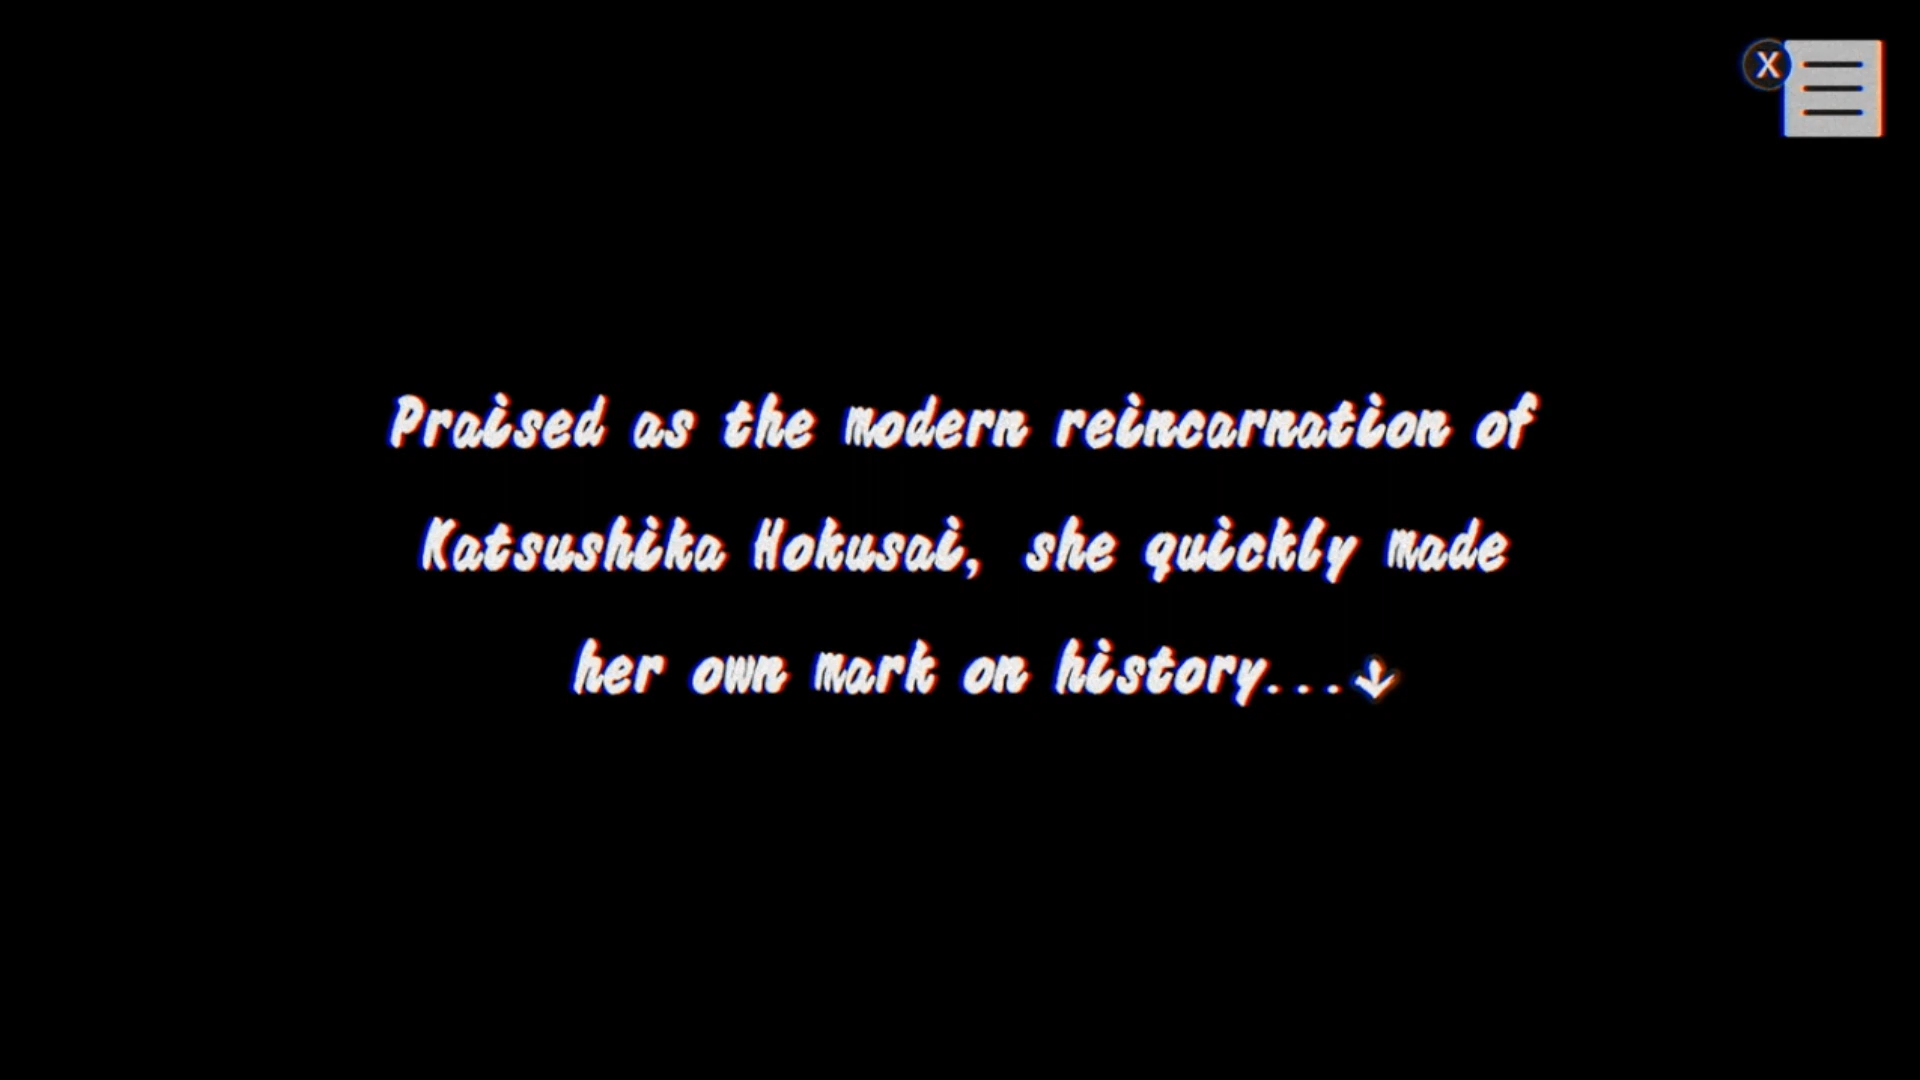 X
Praised as the modern reincarnation of
Katsushika Hokusai, she quickly made
her own mark on history...